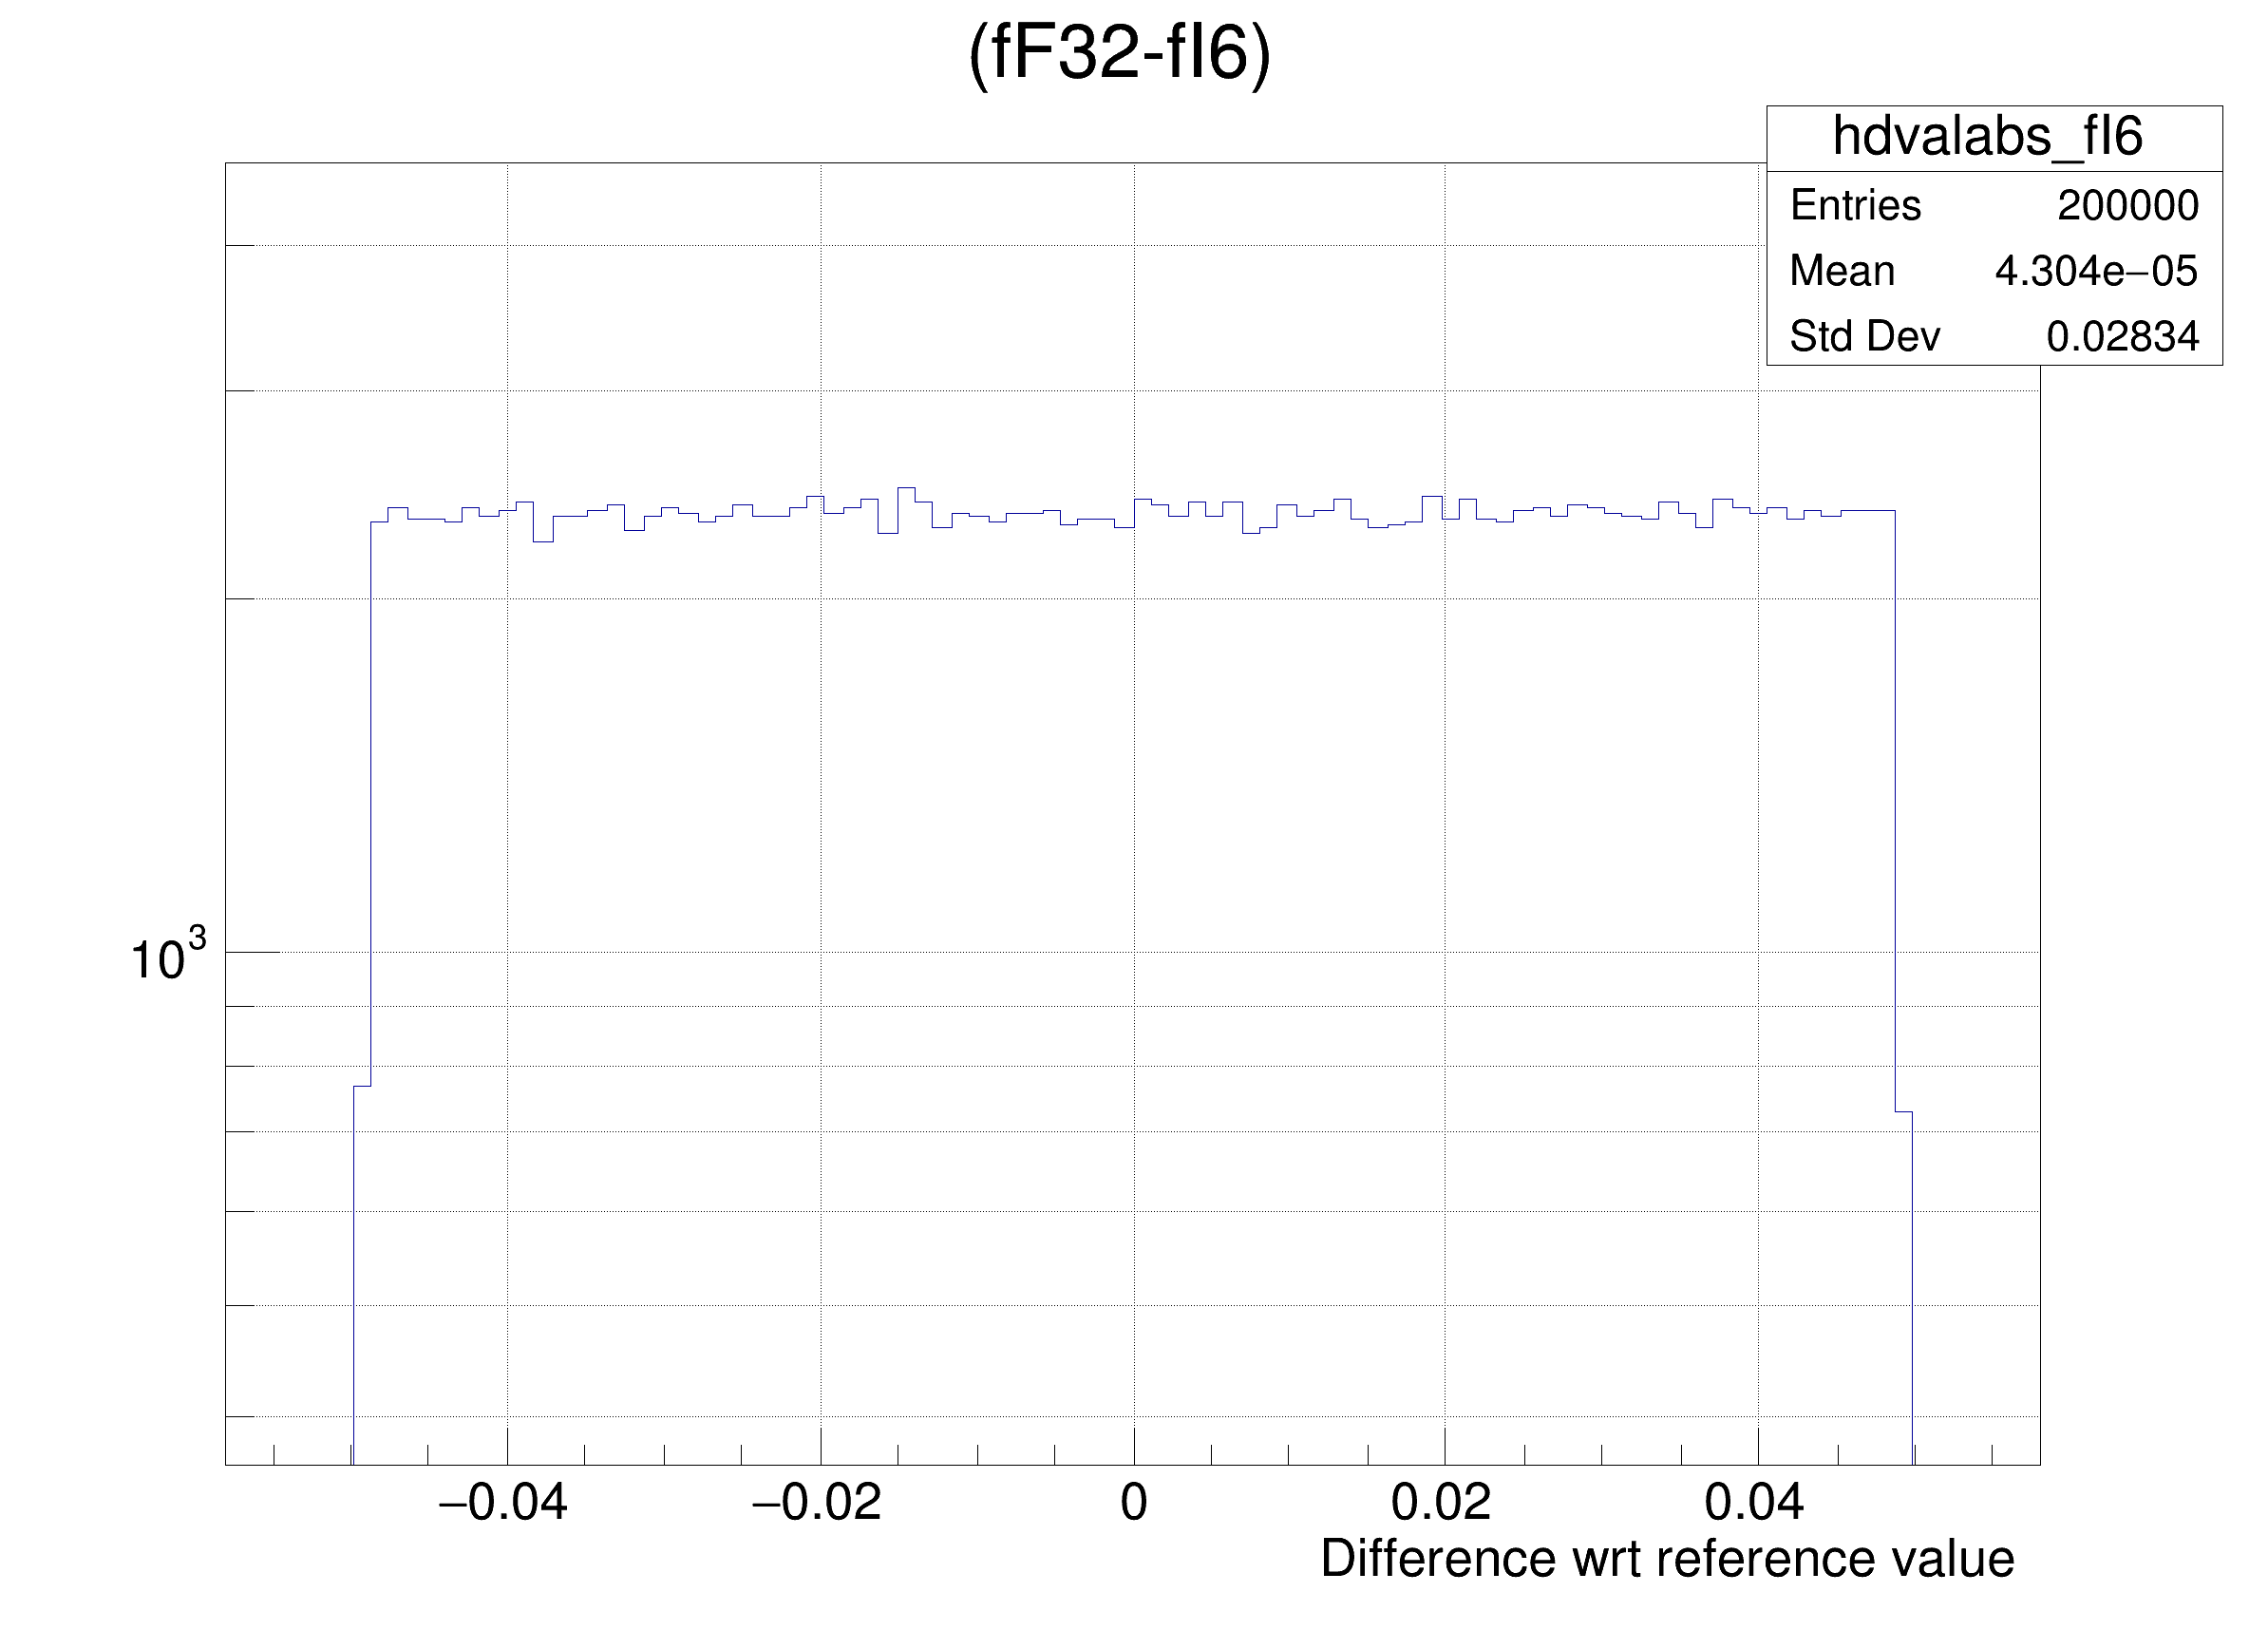 (fF32-fI6)
hdvalabs_fI6
Entries 200000
Mean 4.304e−05
Std Dev 0.02834
10^3
−0.04 −0.02 0 0.02 0.04
Difference wrt reference value